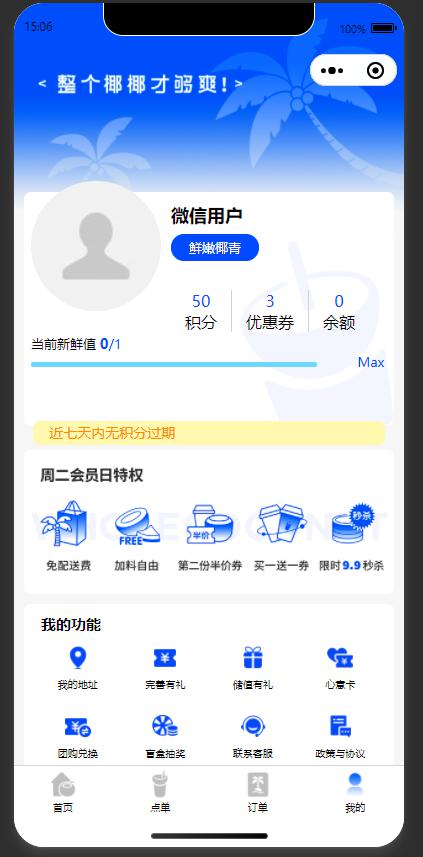 15:06
100%
< 整个椰椰才够爽! >
微信用户
鲜嫩椰青
50 3 0
积分 优惠券 余额
当前新鲜值 0/1
Max
近七天内无积分过期
周二会员日特权
FREE 半价 秒杀
免配送费 加料自由 第二份半价券 买一送一券 限时9.9秒杀
我的功能
我的地址 完善有礼 储值有礼 心意卡
团购兑换 盲盒抽奖 联系客服 政策与协议
首页 点单 订单 我的